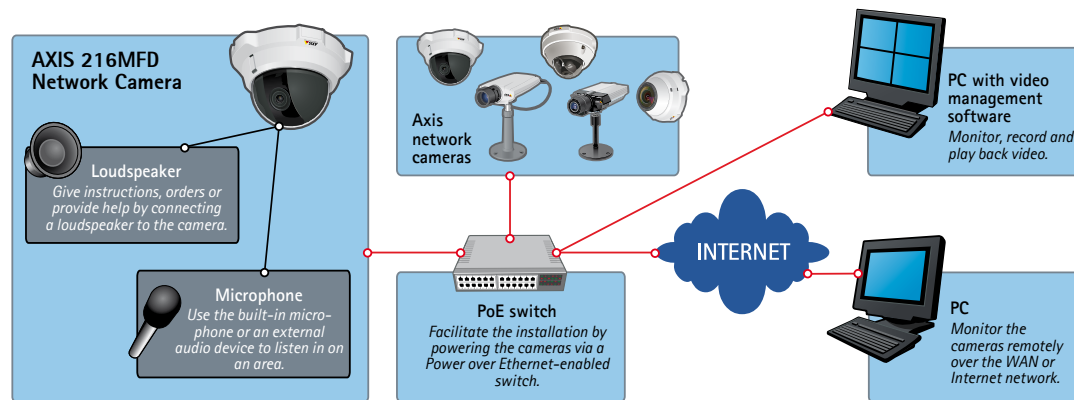 AXIS 216MFD
Network Camera
Loudspeaker
Give instructions, orders or
provide help by connecting
a loudspeaker to the camera.
Microphone
Use the built-in micro-
phone or an external
audio device to listen in on
an area.
Axis
network
cameras
PoE switch
Facilitate the installation by
powering the cameras via a
Power over Ethernet-enabled
switch.
INTERNET
PC with video
management
software
Monitor, record and
play back video.
PC
Monitor the
cameras remotely
over the WAN or
Internet network.